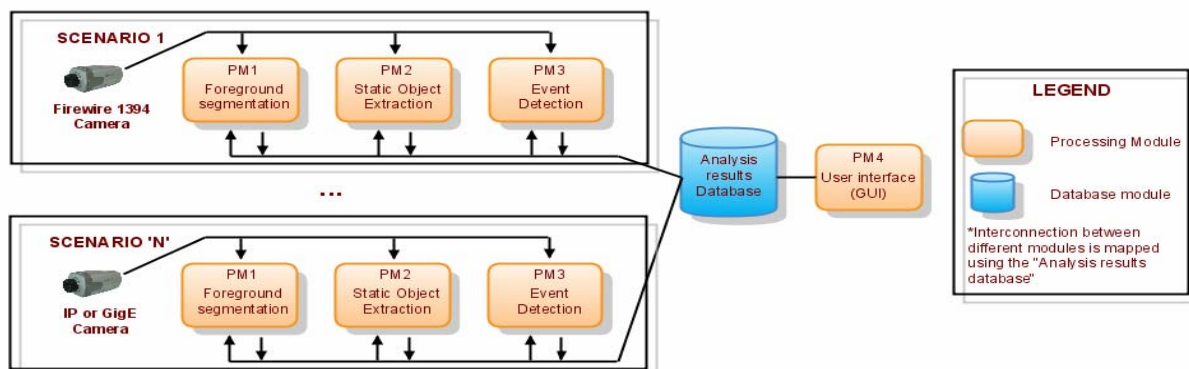 SCENARIO 1
Firewire 1394
Camera
PM1
Foreground
segmentation
PM2
Static Object
Extraction
PM3
Event
Detection
...
SCENARIO 'N'
IP or GigE
Camera
PM1
Foreground
segmentation
PM2
Static Object
Extraction
PM3
Event
Detection
Analysis
results
Database
PM4
User interface
(GUI)
LEGEND
Processing Module
Database module
*Interconnection between
different modules is mapped
using the "Analysis results
database"